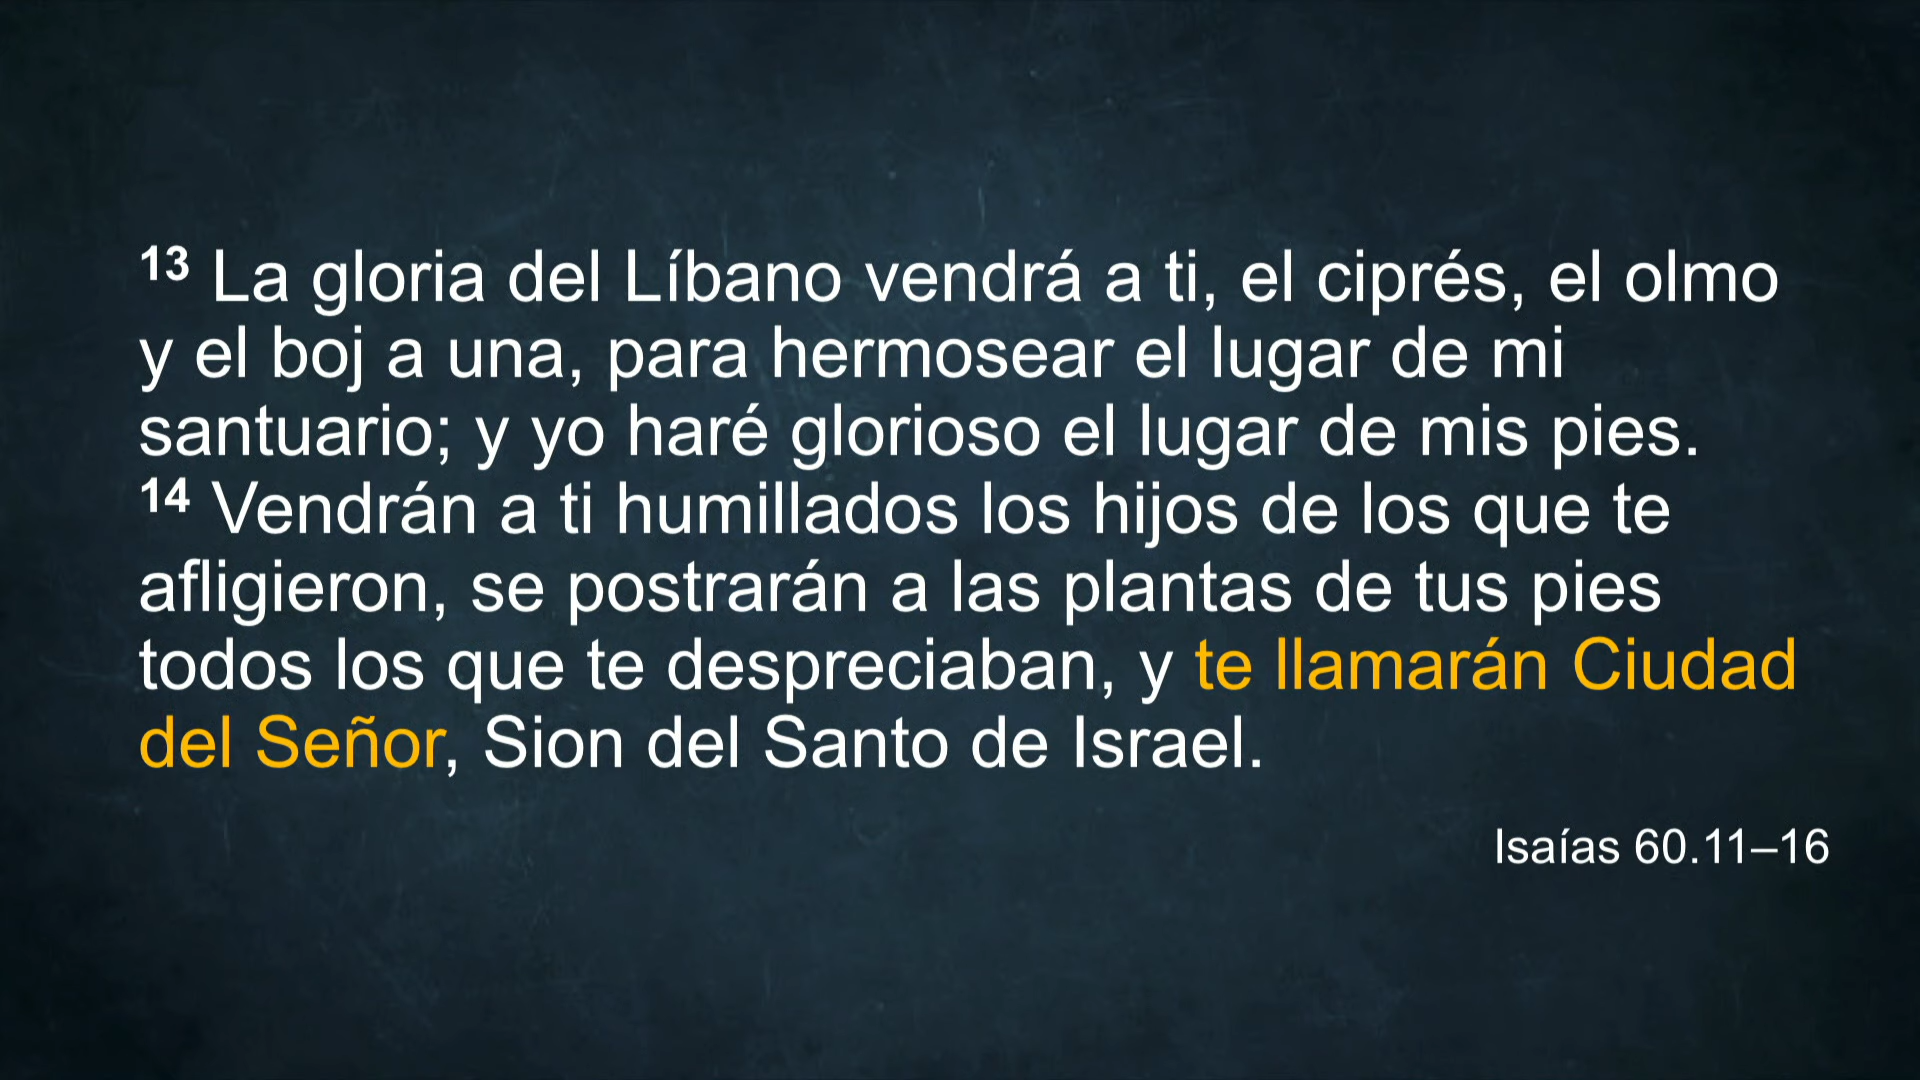 13 La gloria del Líbano vendrá a ti, el ciprés, el olmo
y el boj a una, para hermosear el lugar de mi
santuario; y yo haré glorioso el lugar de mis pies.
14 Vendrán a ti humillados los hijos de los que te
afligieron, se postrarán a las plantas de tus pies
todos los que te despreciaban, y te llamarán Ciudad
del Señor, Sion del Santo de Israel.
Isaías 60.11–16